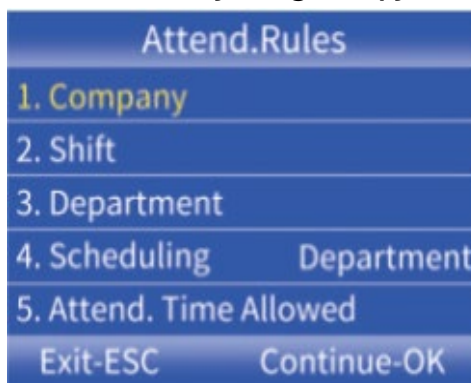 Attend.Rules
1. Company
2. Shift
3. Department
4. Scheduling Department
5. Attend. Time Allowed
Exit-ESC Continue-OK